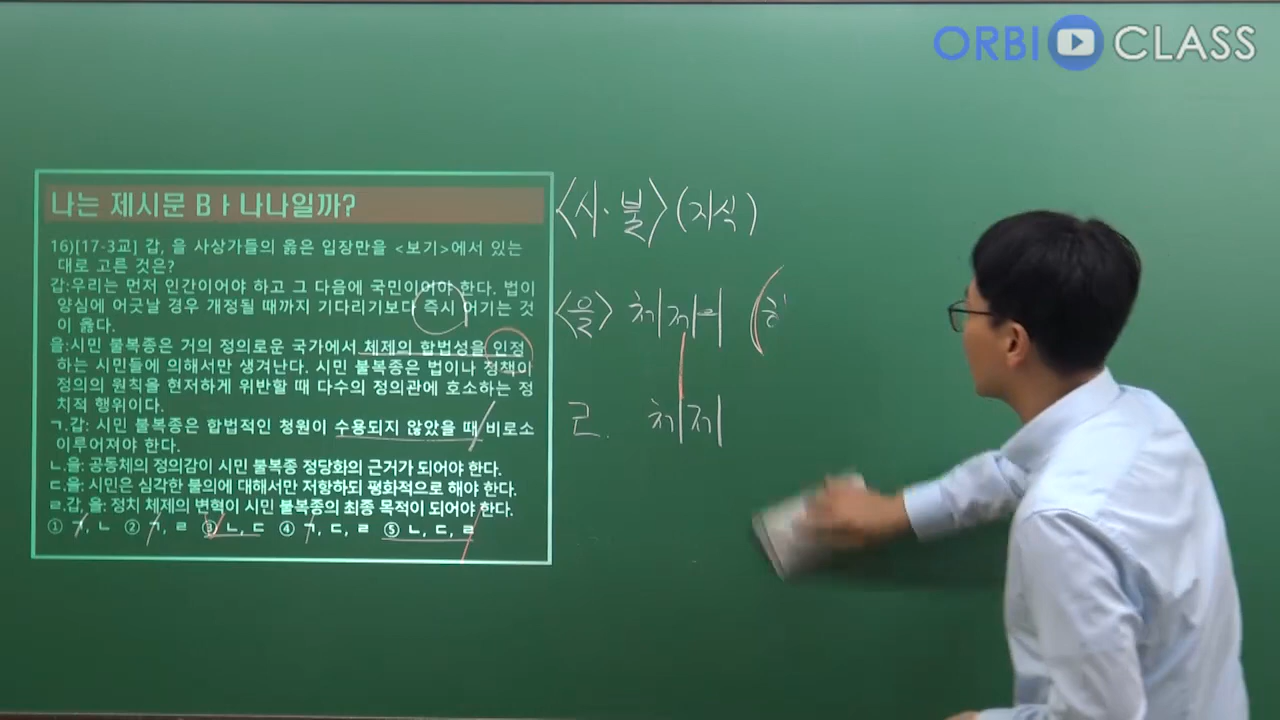 ORBI CLASS
나는 제시문 Bㅏ나나일까?
16)[17-3교] 갑, 을 사상가들의 옳은 입장만을 <보기>에서 있는
대로 고른 것은?
갑:우리는 먼저 인간이어야 하고 그 다음에 국민이어야 한다. 법이
양심에 어긋날 경우 개정될 때까지 기다리기보다 즉시 어기는 것
이 옳다.
을:시민 불복종은 거의 정의로운 국가에서 체제의 합법성을 인정
하는 시민들에 의해서만 생겨난다. 시민 불복종은 법이나 정책이
정의의 원칙을 현저하게 위반할 때 다수의 정의관에 호소하는 정
치적 행위이다.
ㄱ.갑: 시민 불복종은 합법적인 청원이 수용되지 않았을 때 비로소
이루어져야 한다.
ㄴ.을: 공동체의 정의감이 시민 불복종 정당화의 근거가 되어야 한다.
ㄷ.을: 시민은 심각한 불의에 대해서만 저항하되 평화적으로 해야 한다.
ㄹ.갑, 을: 정치 체제의 변혁이 시민 불복종의 최종 목적이 되어야 한다.
① ㄱ, ㄴ ② ㄱ, ㄹ ③ ㄴ, ㄷ ④ ㄱ, ㄷ, ㄹ ⑤ ㄴ, ㄷ, ㄹ
<시·불> (지식)
<을> 체제
ㄹ. 체제